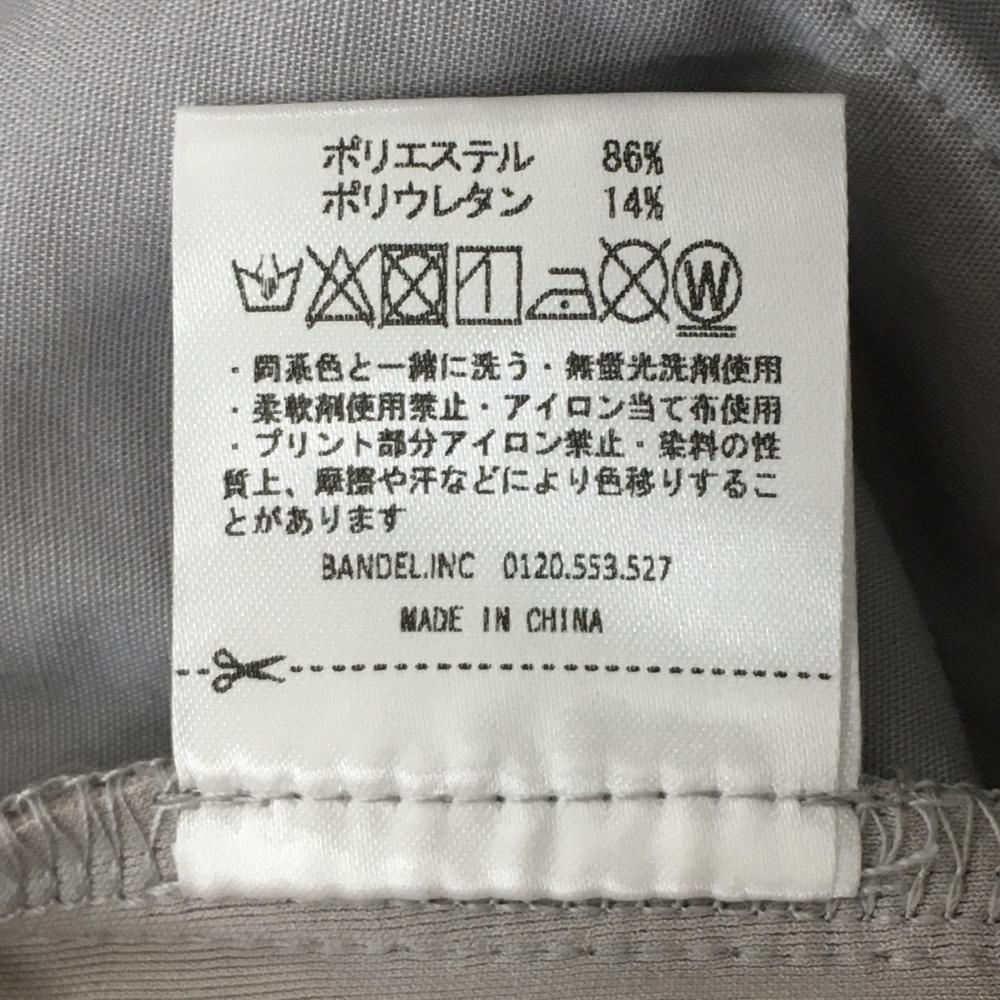 ポリエステル 86%
ポリウレタン 14%
W
・同系色と一緒に洗う・無蛍光洗剤使用
・柔軟剤使用禁止・アイロン当て布使用
・プリント部分アイロン禁止・染料の性
質上、摩擦や汗などにより色移りするこ
とがあります
BANDEL.INC 0120.553.527
MADE IN CHINA